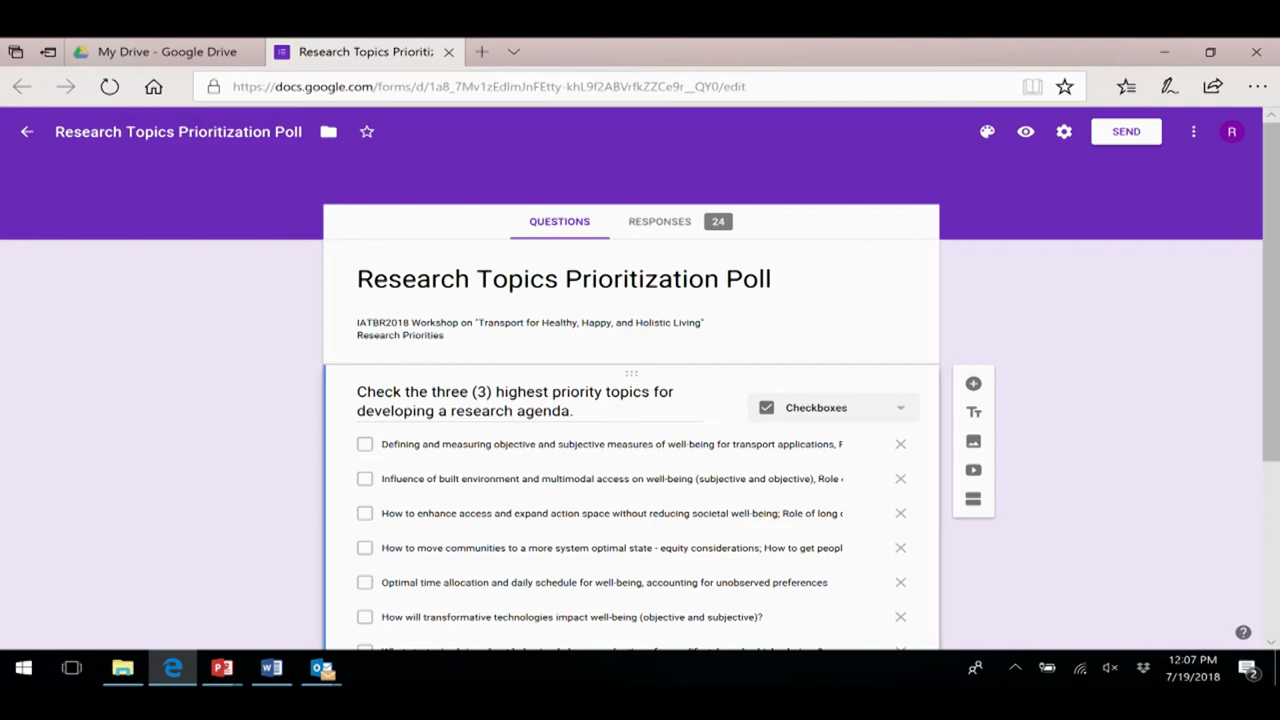 My Drive - Google Drive
Research Topics Prioriti:
https://docs.google.com/forms/d/1a8_7Mv1zEdImJnFEtty-khL9f2ABVrfkZZCe9r__QY0/edit
Research Topics Prioritization Poll
SEND
R
QUESTIONS
RESPONSES 24
Research Topics Prioritization Poll
IATBR2018 Workshop on "Transport for Healthy, Happy, and Holistic Living"
Research Priorities
Check the three (3) highest priority topics for
developing a research agenda.
Checkboxes
Defining and measuring objective and subjective measures of well-being for transport applications,
Influence of built environment and multimodal access on well-being (subjective and objective), Role
How to enhance access and expand action space without reducing societal well-being; Role of long
How to move communities to a more system optimal state - equity considerations; How to get peopl
Optimal time allocation and daily schedule for well-being, accounting for unobserved preferences
How will transformative technologies impact well-being (objective and subjective)?
12:07 PM
7/19/2018
2